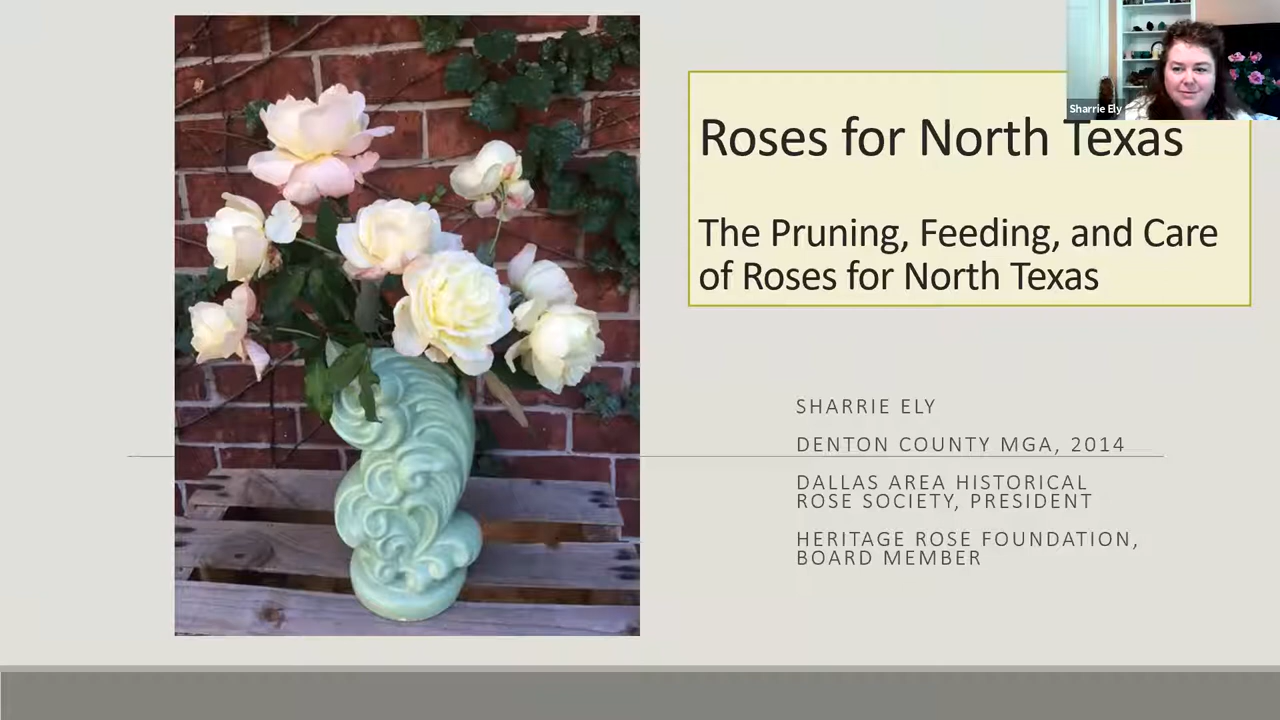 Sharrie Ely
Roses for North Texas
The Pruning, Feeding, and Care
of Roses for North Texas
SHARRIE ELY
DENTON COUNTY MGA, 2014
DALLAS AREA HISTORICAL
ROSE SOCIETY, PRESIDENT
HERITAGE ROSE FOUNDATION,
BOARD MEMBER